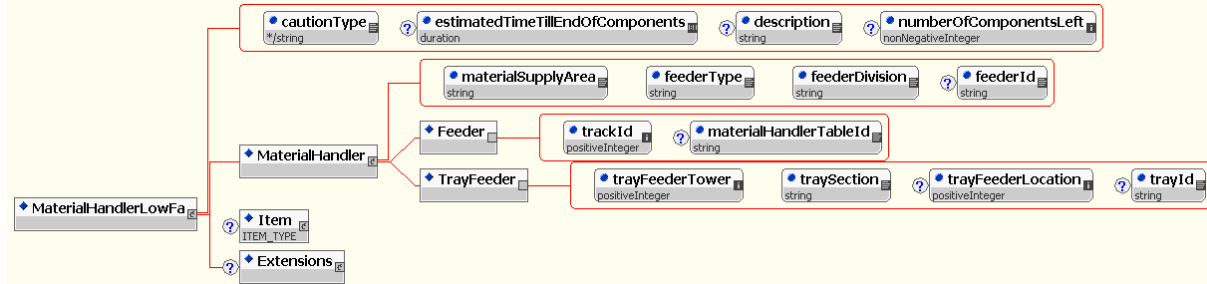 cautionType
*/string
? estimatedTimeTillEndOfComponents
duration
? description
string
? numberOfComponentsLeft
nonNegativeInteger
materialSupplyArea
string
feederType
string
feederDivision
string
? feederId
string
Feeder
trackId
positiveInteger
? materialHandlerTableId
string
MaterialHandler
TrayFeeder
trayFeederTower
positiveInteger
traySection
string
? trayFeederLocation
positiveInteger
? trayId
string
MaterialHandlerLowFa
? Item
ITEM_TYPE
? Extensions